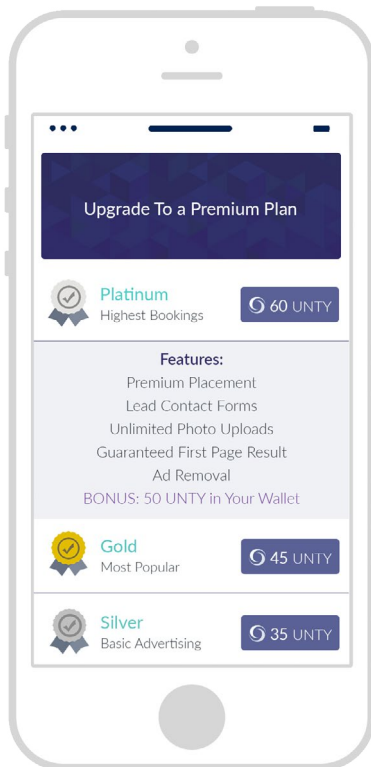 Upgrade To a Premium Plan
Platinum
Highest Bookings
60 UNTY
Features:
Premium Placement
Lead Contact Forms
Unlimited Photo Uploads
Guaranteed First Page Result
Ad Removal
BONUS: 50 UNTY in Your Wallet
Gold
Most Popular
45 UNTY
Silver
Basic Advertising
35 UNTY